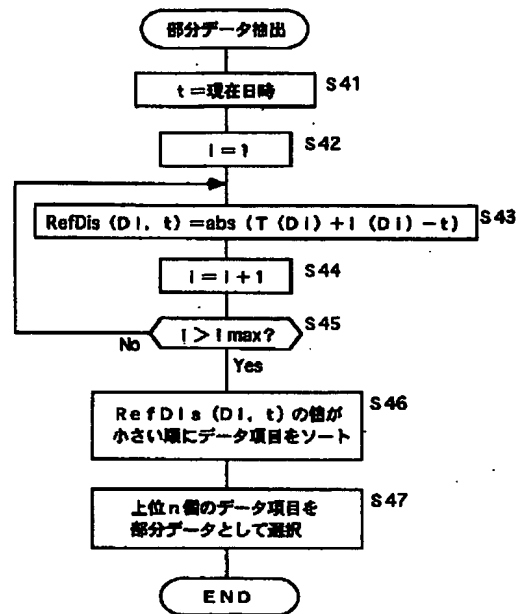 部分データ抽出
t=現在日時 S41
i=1 S42
RefDis(Di, t)=abs(T(Di)+I(Di)-t) S43
i=i+1 S44
i>imax? S45
No
Yes
RefDis(Di, t)の値が S46
小さい順にデータ項目をソート
上位n個のデータ項目を S47
部分データとして選択
END